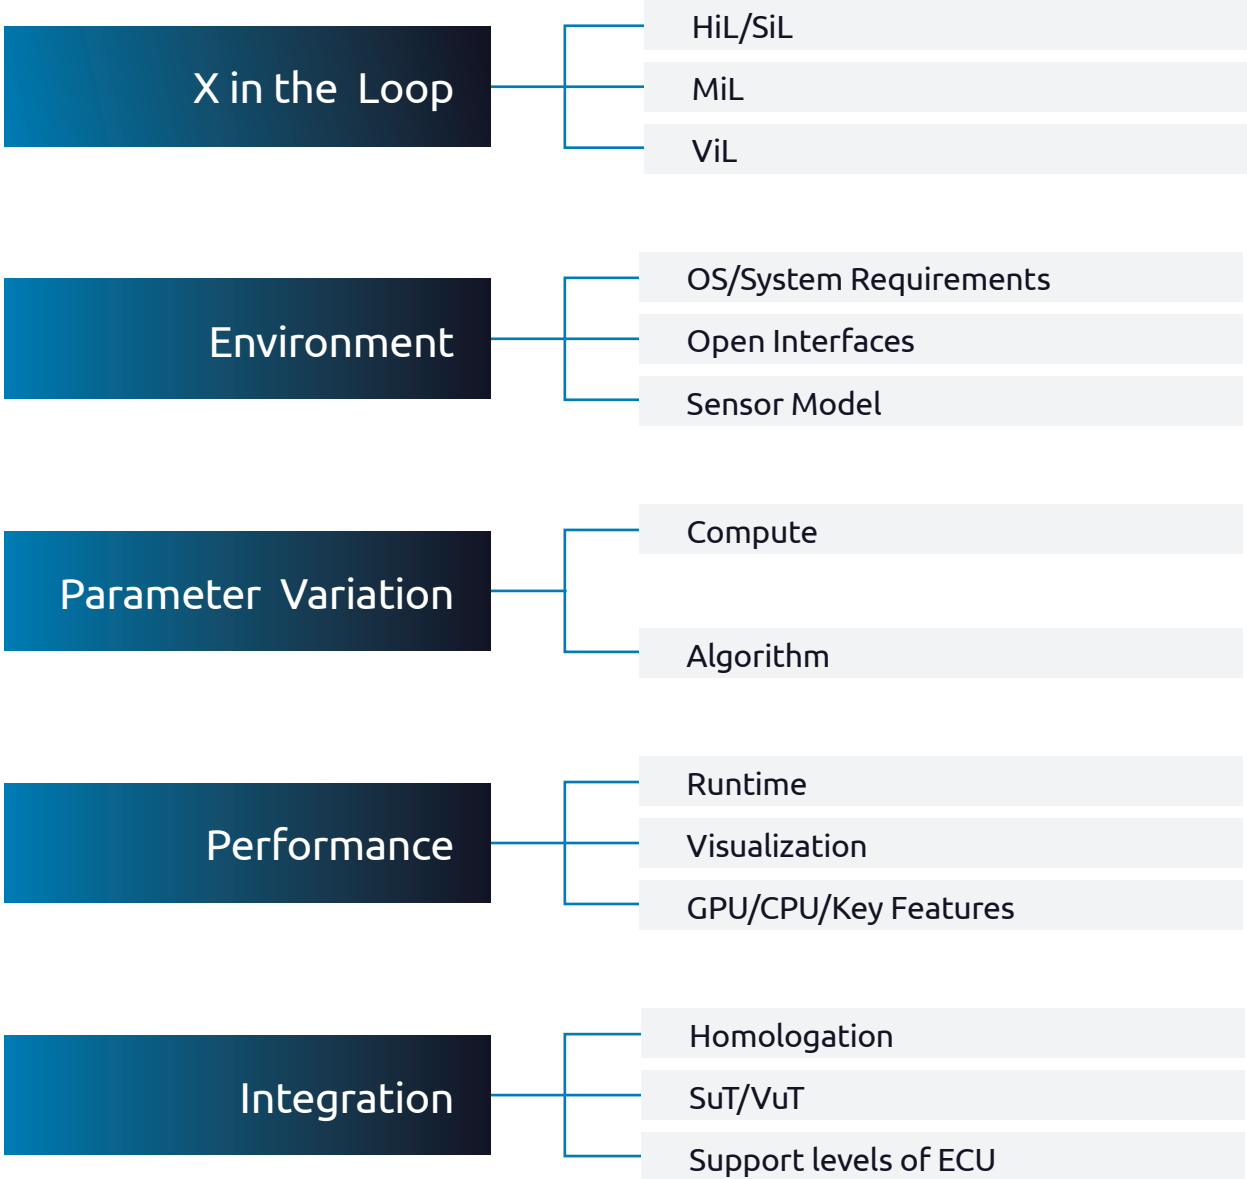 X in the Loop
HiL/SiL
MiL
ViL
Environment
OS/System Requirements
Open Interfaces
Sensor Model
Parameter Variation
Compute
Algorithm
Performance
Runtime
Visualization
GPU/CPU/Key Features
Integration
Homologation
SuT/VuT
Support levels of ECU